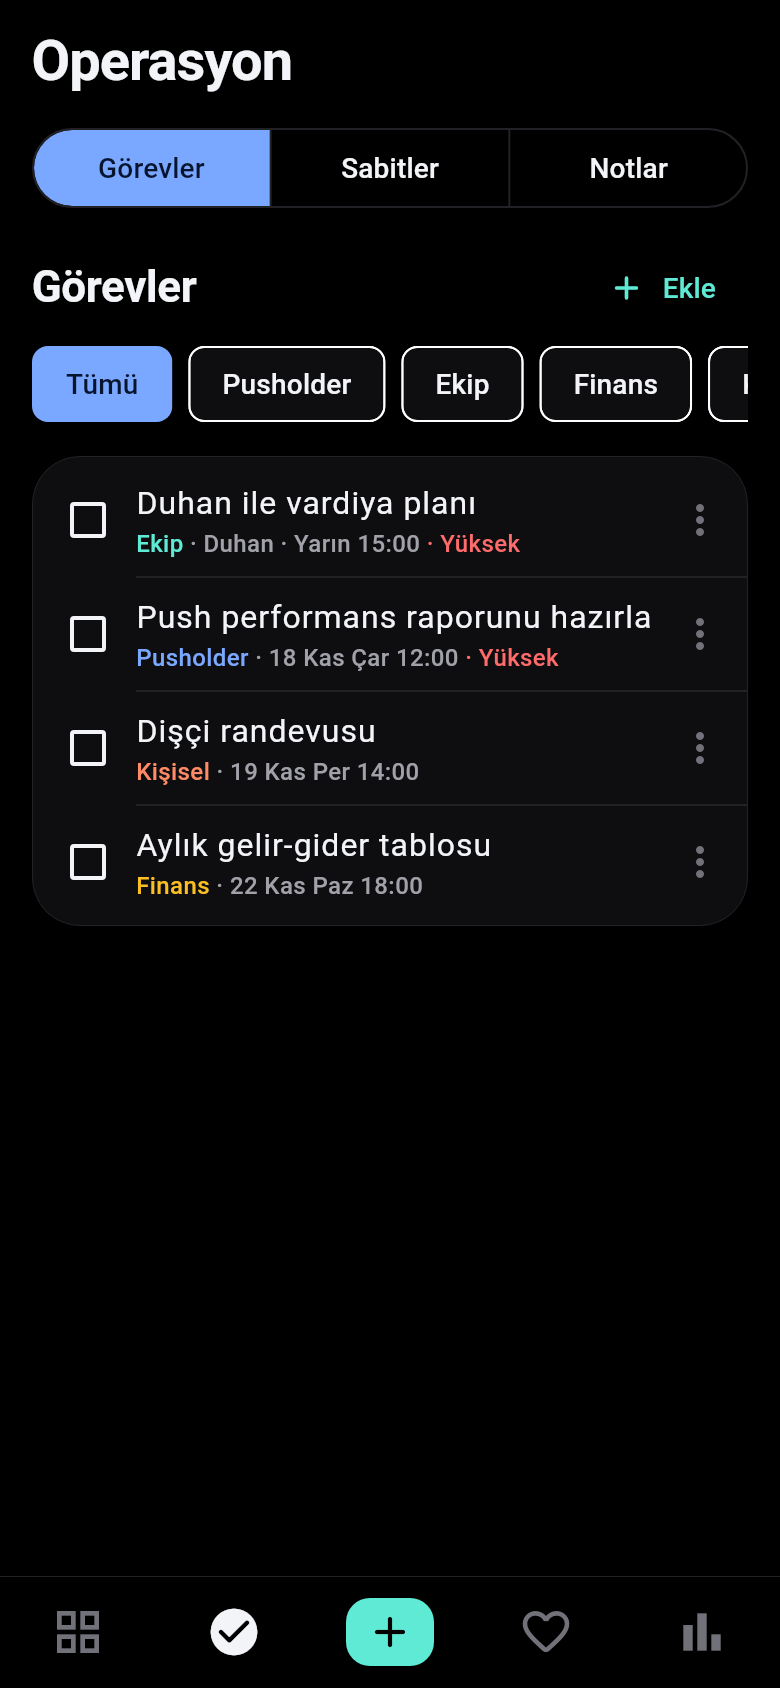 Operasyon
Görevler Sabitler Notlar
Görevler + Ekle
Tümü Pusholder Ekip Finans
Duhan ile vardiya planı
Ekip · Duhan · Yarın 15:00 · Yüksek
Push performans raporunu hazırla
Pusholder · 18 Kas Çar 12:00 · Yüksek
Dişçi randevusu
Kişisel · 19 Kas Per 14:00
Aylık gelir-gider tablosu
Finans · 22 Kas Paz 18:00